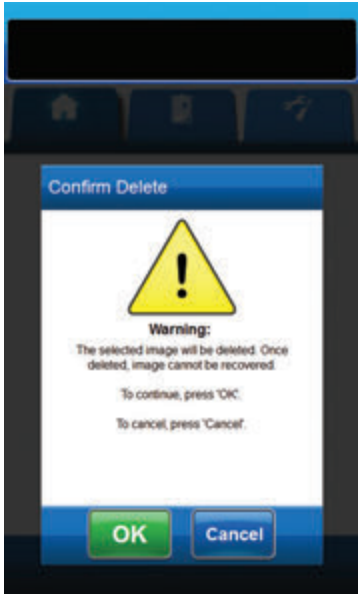 Confirm Delete
!
Warning:
The selected image will be deleted. Once
deleted, image cannot be recovered.
To continue, press 'OK'.
To cancel, press 'Cancel'.
OK
Cancel